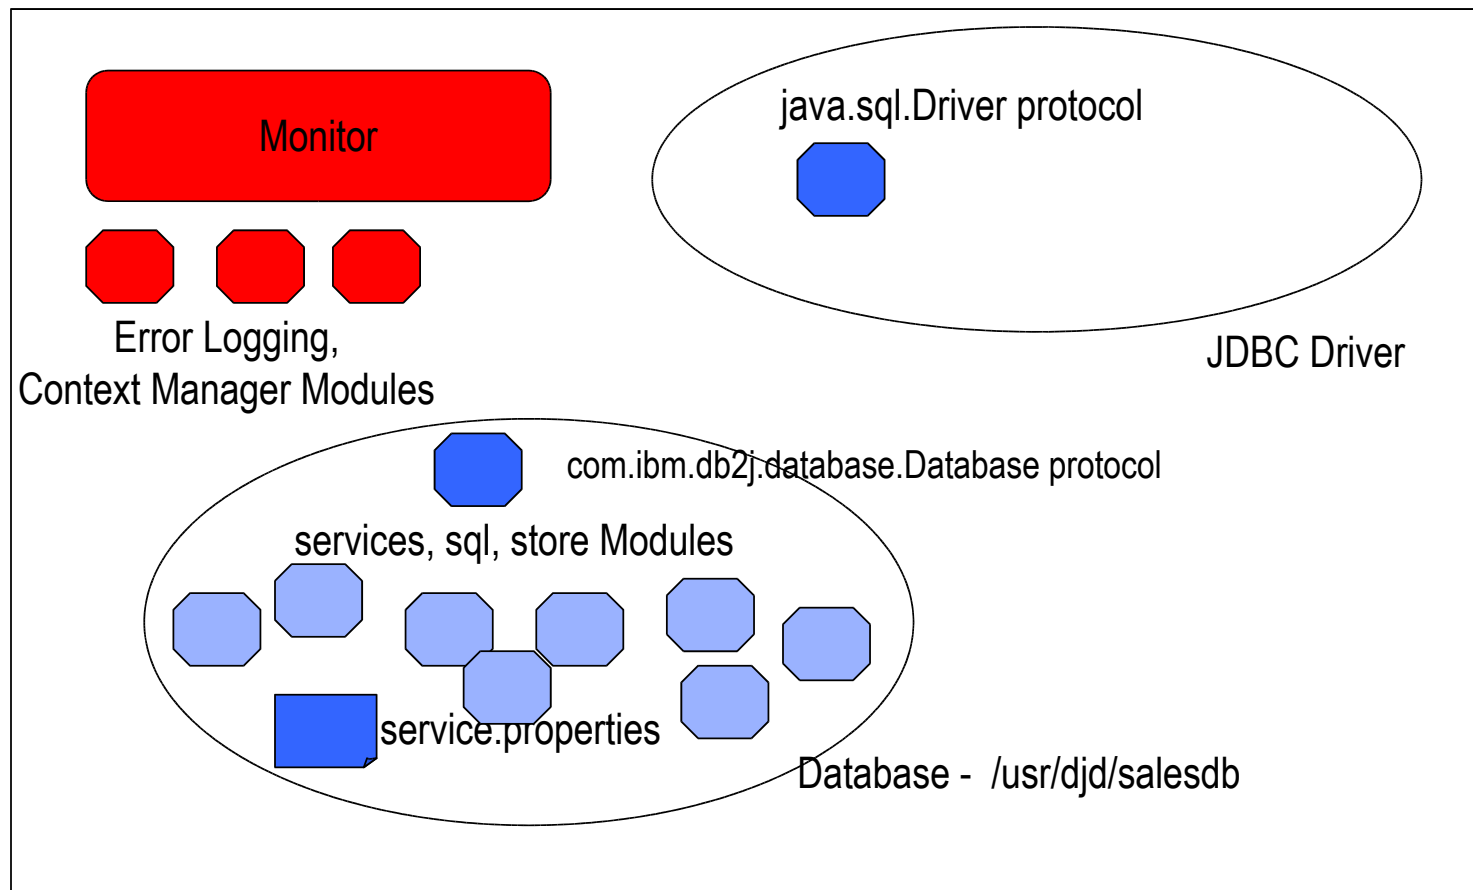 Monitor
java.sql.Driver protocol
Error Logging,
Context Manager Modules
JDBC Driver
com.ibm.db2j.database.Database protocol
services, sql, store Modules
service.properties
Database -  /usr/djd/salesdb